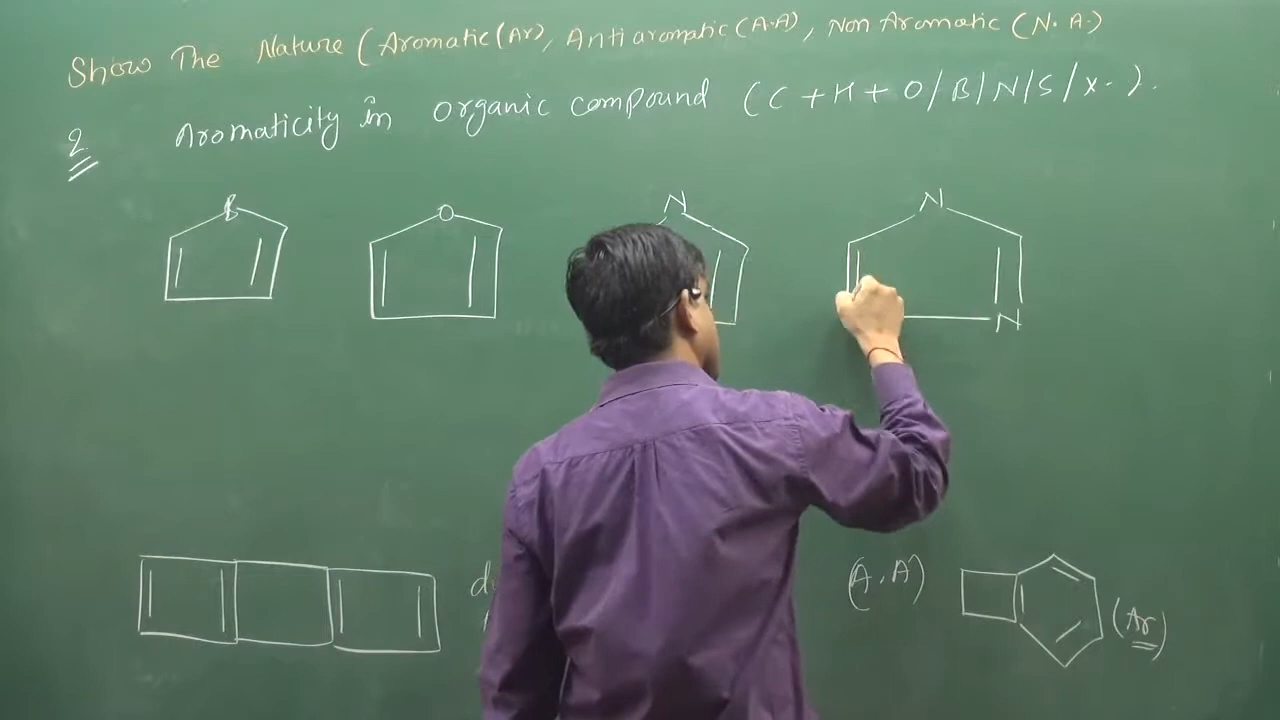 Show The Nature (Aromatic (Ar), Antiaromatic (A.A), Non Aromatic (N.A.)
2 Aromaticity in organic compound (C + H + O/B/N/S/X-).
B O N N
N
(A.A)
(Ar)